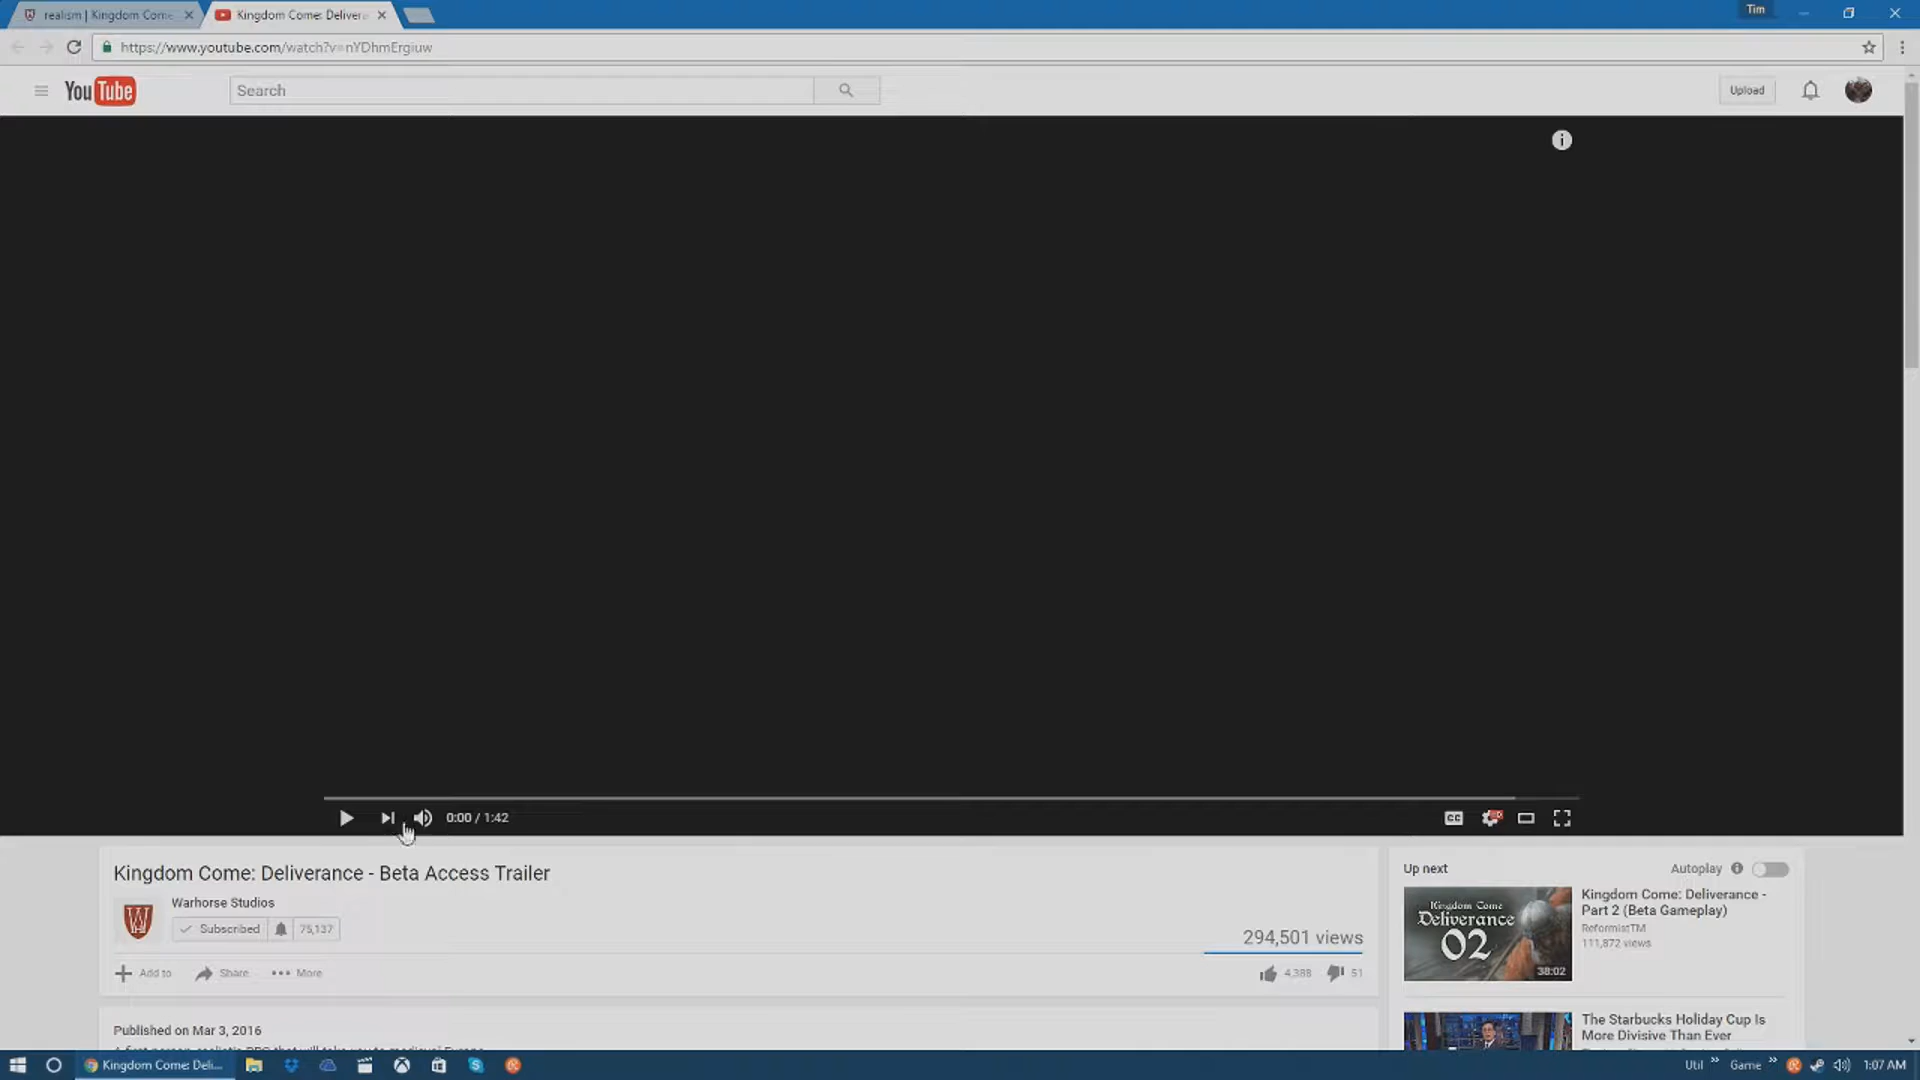 realism | Kingdom Come
Kingdom Come: Deliver
Tim
https://www.youtube.com/watch?v=nYDhmErgiuw
YouTube
Search
Upload
0:00 / 1:42
CC
Kingdom Come: Deliverance - Beta Access Trailer
Warhorse Studios
Subscribed
75,137
294,501 views
Add to
Share
More
4,388
51
Published on Mar 3, 2016
Up next
Autoplay
Kingdom Come
Deliverance
02
38:02
Kingdom Come: Deliverance -
Part 2 (Beta Gameplay)
ReformistTM
111,872 views
The Starbucks Holiday Cup Is
More Divisive Than Ever
Kingdom Come: Deli...
Util
Game
1:07 AM